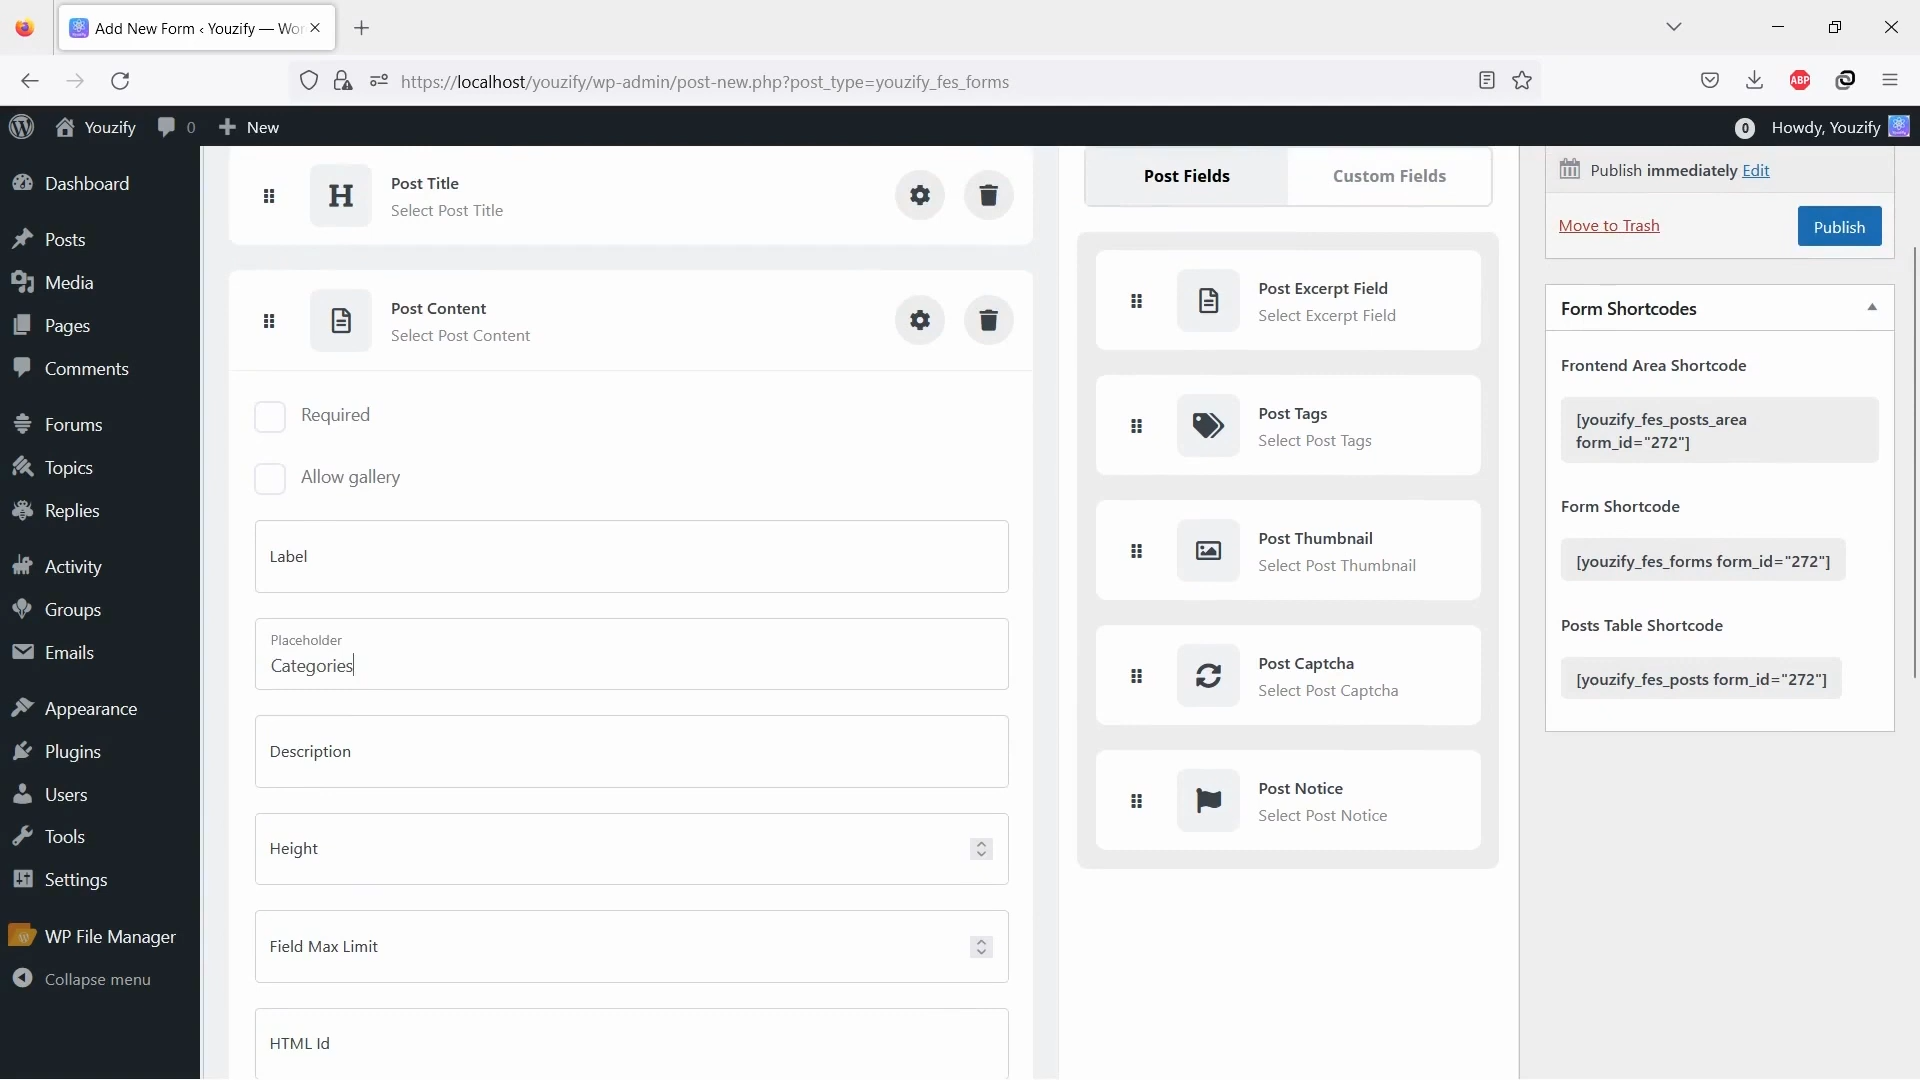 Add New Form ‹ Youzify — Wor
https://localhost/youzify/wp-admin/post-new.php?post_type=youzify_fes_forms
ABP
Youzify
0
New
0
Howdy, Youzify
Dashboard
Posts
Media
Pages
Comments
Forums
Topics
Replies
Activity
Groups
Emails
Appearance
Plugins
Users
Tools
Settings
WP File Manager
Collapse menu
Post Title
Select Post Title
Post Content
Select Post Content
Required
Allow gallery
Label
Placeholder
Categories
Description
Height
Field Max Limit
HTML Id
Post Fields
Custom Fields
Post Excerpt Field
Select Excerpt Field
Post Tags
Select Post Tags
Post Thumbnail
Select Post Thumbnail
Post Captcha
Select Post Captcha
Post Notice
Select Post Notice
Publish immediately Edit
Move to Trash
Publish
Form Shortcodes
Frontend Area Shortcode
[youzify_fes_posts_area
form_id="272"]
Form Shortcode
[youzify_fes_forms form_id="272"]
Posts Table Shortcode
[youzify_fes_posts form_id="272"]